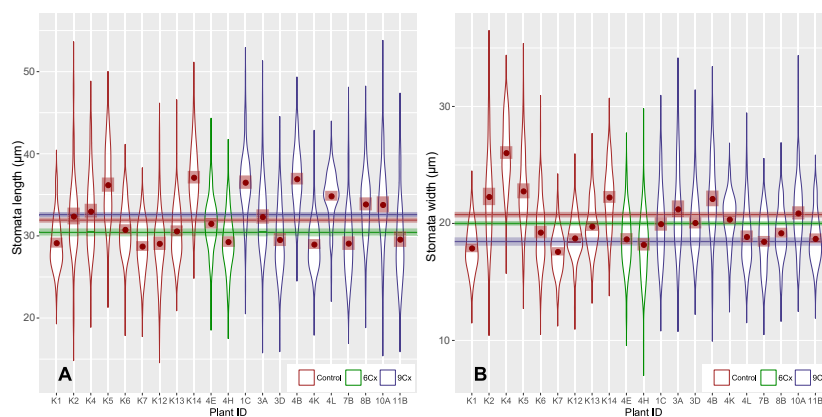 Stomata length (μm)
50
40
30
20
A
Control 6Cx 9Cx
K1 K2 K4 K5 K6 K7 K12 K13 K14 4E 4H 1C 3A 3D 4B 4K 4L 7B 8B 10A 11B
Plant ID
Stomata width (μm)
30
20
10
B
Control 6Cx 9Cx
K1 K2 K4 K5 K6 K7 K12 K13 K14 4E 4H 1C 3A 3D 4B 4K 4L 7B 8B 10A 11B
Plant ID